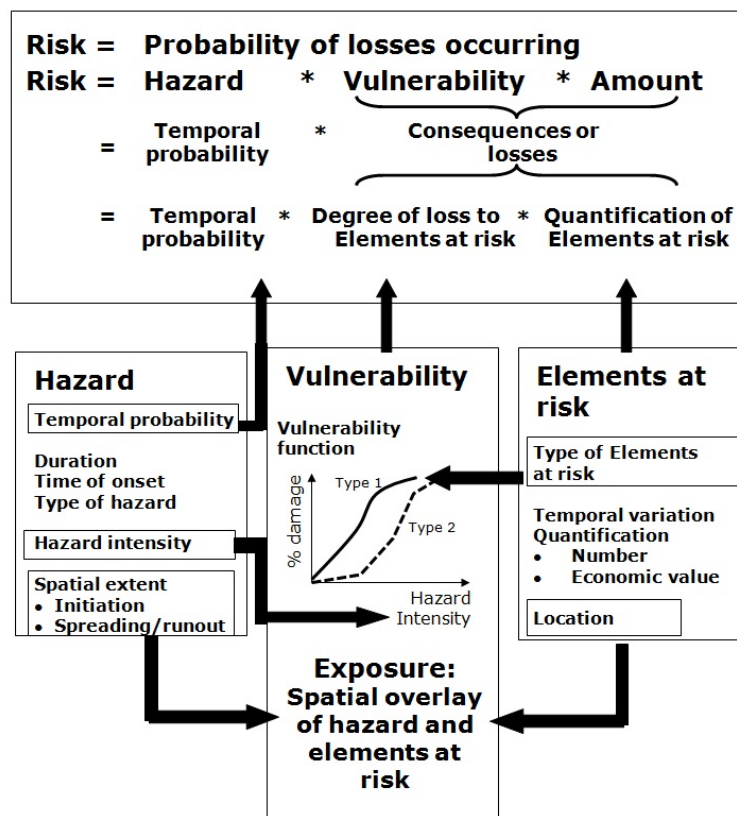 Risk = Probability of losses occurring
Risk = Hazard * Vulnerability * Amount
= Temporal probability * Consequences or losses
= Temporal probability * Degree of loss to Elements at risk * Quantification of Elements at risk
Hazard
Temporal probability
Duration
Time of onset
Type of hazard
Hazard intensity
Spatial extent
• Initiation
• Spreading/runout
Vulnerability
Vulnerability
function
% damage
Type 1
Type 2
Hazard
Intensity
Exposure:
Spatial overlay
of hazard and
elements at
risk
Elements at
risk
Type of Elements
at risk
Temporal variation
Quantification
• Number
• Economic value
Location